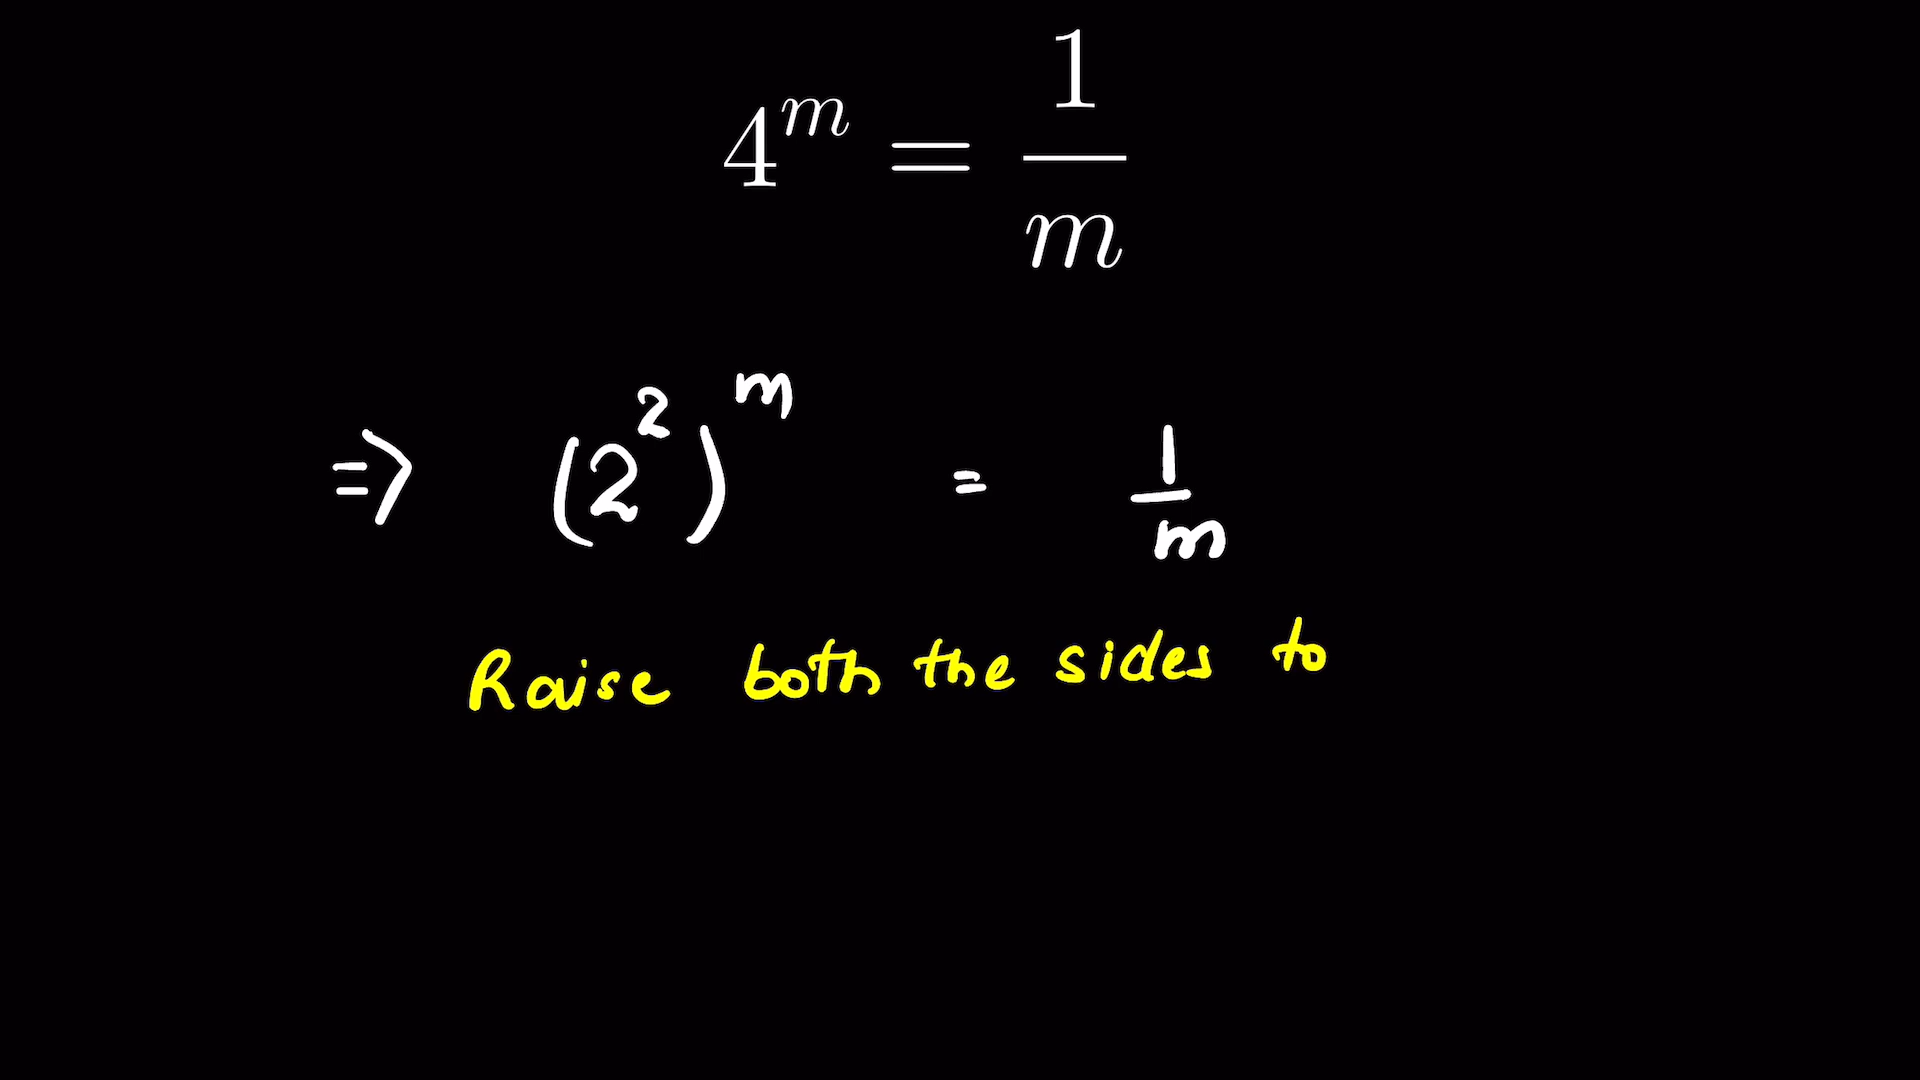 4^m = 1/m
=> (2^2)^m = 1/m
Raise both the sides to